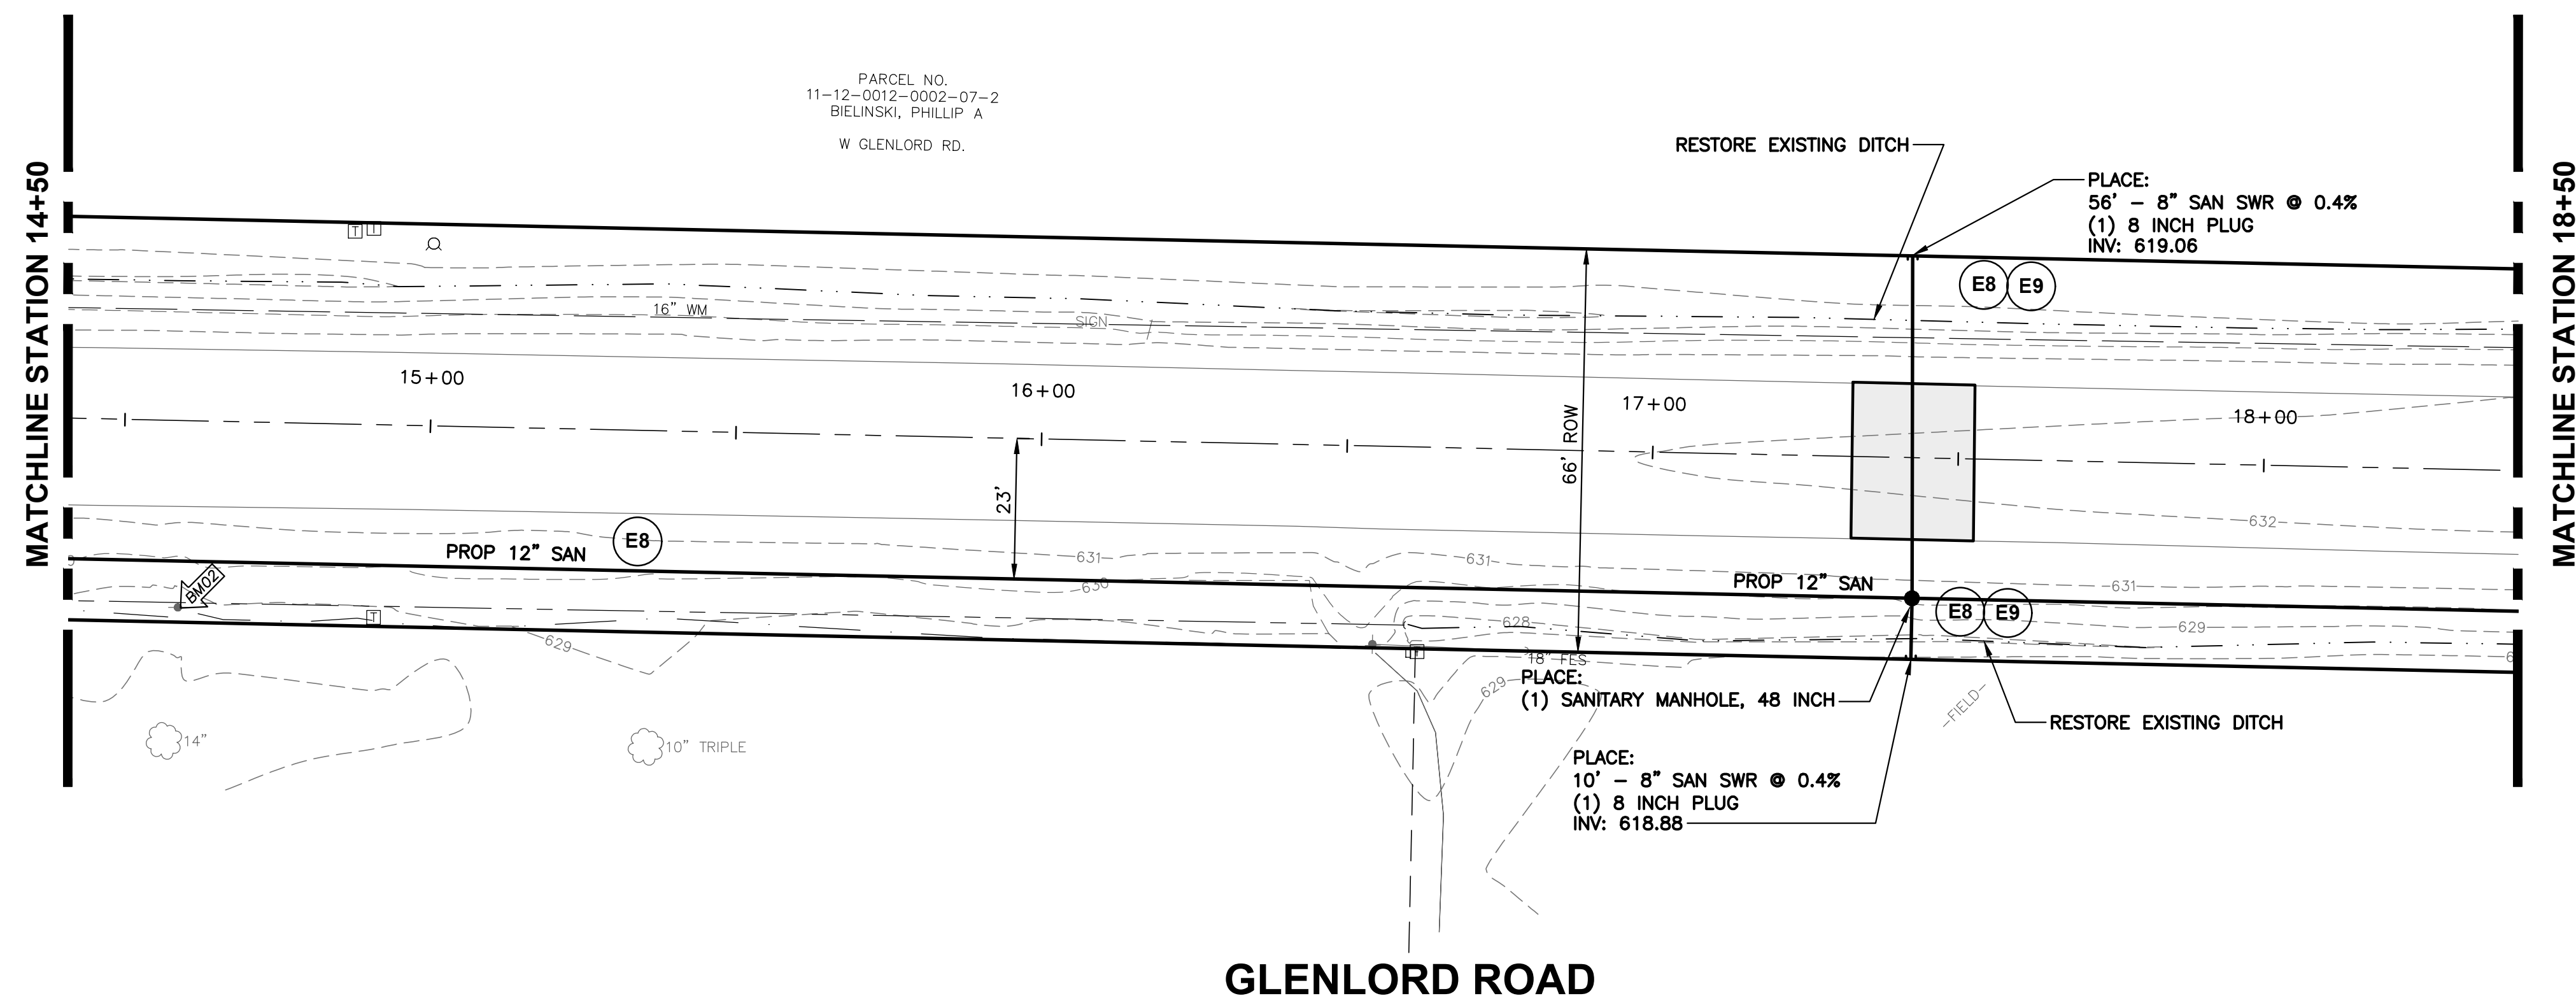 MATCHLINE STATION 14+50
PARCEL NO.
11-12-0012-0002-07-2
BIELINSKI, PHILLIP A
W GLENLORD RD.
RESTORE EXISTING DITCH
PLACE:
56' - 8" SAN SWR @ 0.4%
(1) 8 INCH PLUG
INV: 619.06
MATCHLINE STATION 18+50
T
T
E8
E9
16" WM
SIGN
15+00
16+00
17+00
18+00
66' ROW
23'
632
PROP 12" SAN
E8
631
631
630
PROP 12" SAN
631
BM02
E8
E9
T
628
629
629
18" FES
T
PLACE:
(1) SANITARY MANHOLE, 48 INCH
629
FIELD
RESTORE EXISTING DITCH
14"
10" TRIPLE
PLACE:
10' - 8" SAN SWR @ 0.4%
(1) 8 INCH PLUG
INV: 618.88
GLENLORD ROAD